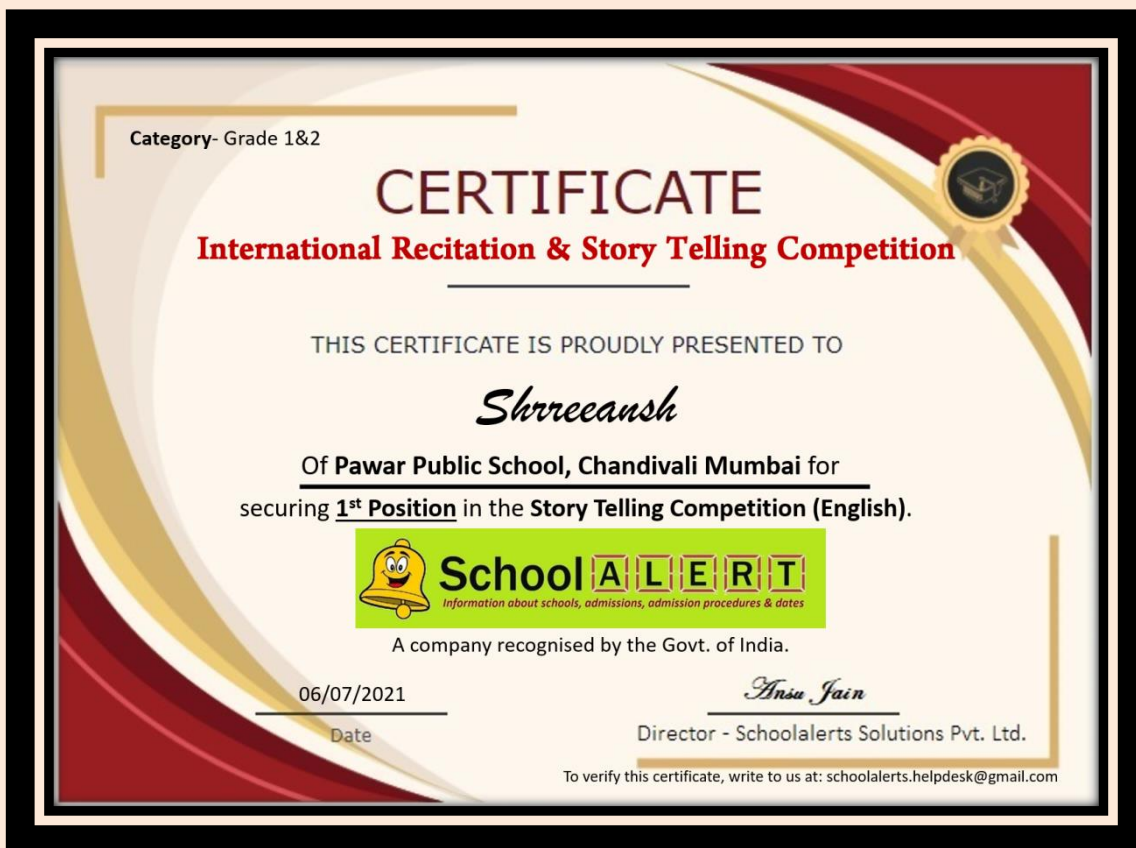 Category- Grade 1&2
CERTIFICATE
International Recitation & Story Telling Competition
THIS CERTIFICATE IS PROUDLY PRESENTED TO
Shrreeansh
Of Pawar Public School, Chandivali Mumbai for
securing 1st Position in the Story Telling Competition (English).
School ALERT
Information about schools, admissions, admission procedures & dates
A company recognised by the Govt. of India.
06/07/2021
Date
Ansu Jain
Director - Schoolalerts Solutions Pvt. Ltd.
To verify this certificate, write to us at: schoolalerts.helpdesk@gmail.com